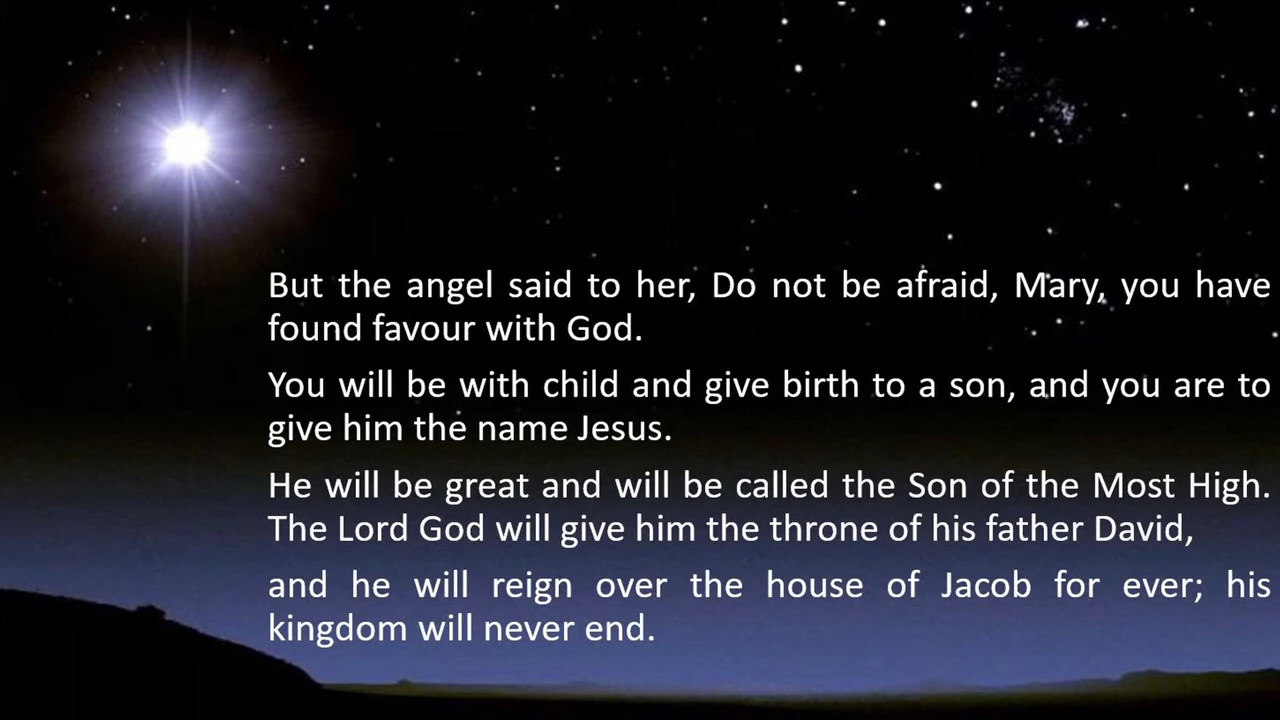 But the angel said to her, Do not be afraid, Mary, you have
found favour with God.
You will be with child and give birth to a son, and you are to
give him the name Jesus.
He will be great and will be called the Son of the Most High.
The Lord God will give him the throne of his father David,
and he will reign over the house of Jacob for ever; his
kingdom will never end.